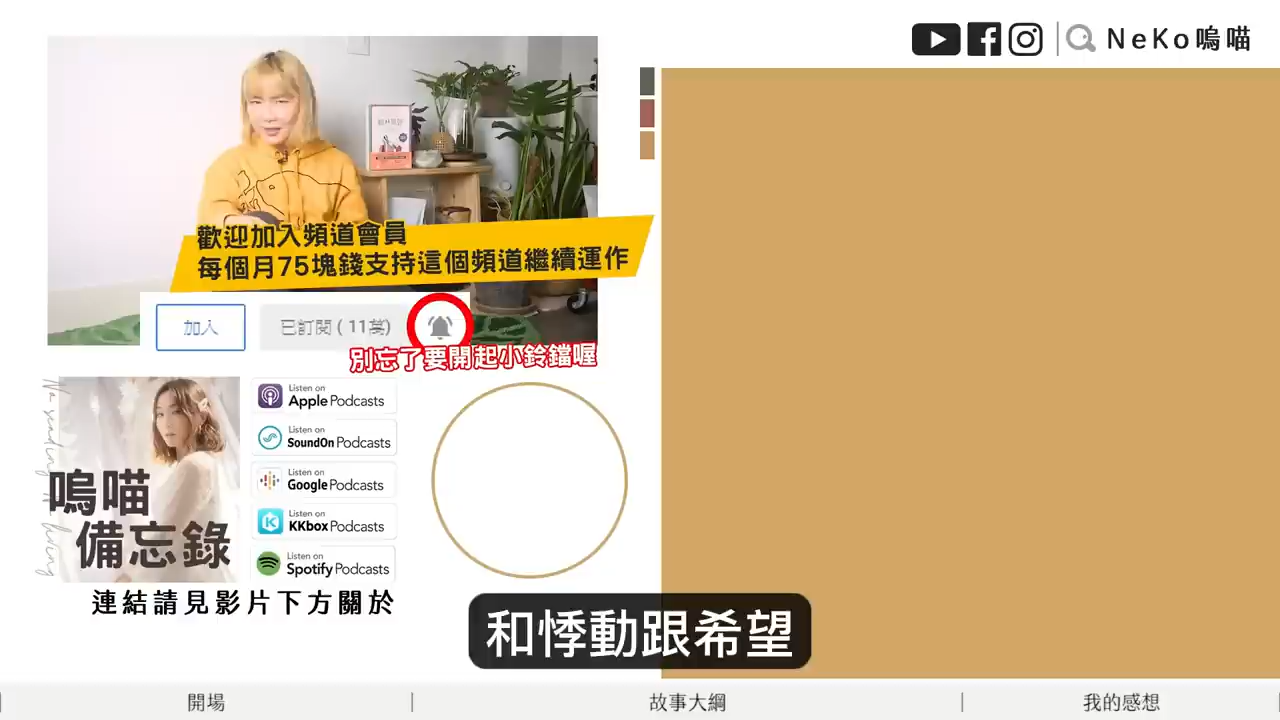 NeKo嗚喵
歡迎加入頻道會員
每個月75塊錢支持這個頻道繼續運作
加入
已訂閱 ( 11萬)
別忘了要開起小鈴鐺喔
嗚喵
備忘錄
Listen on
Apple Podcasts
Listen on
SoundOn Podcasts
Listen on
Google Podcasts
Listen on
KKbox Podcasts
Listen on
Spotify Podcasts
連結請見影片下方關於
和悸動跟希望
開場
故事大綱
我的感想